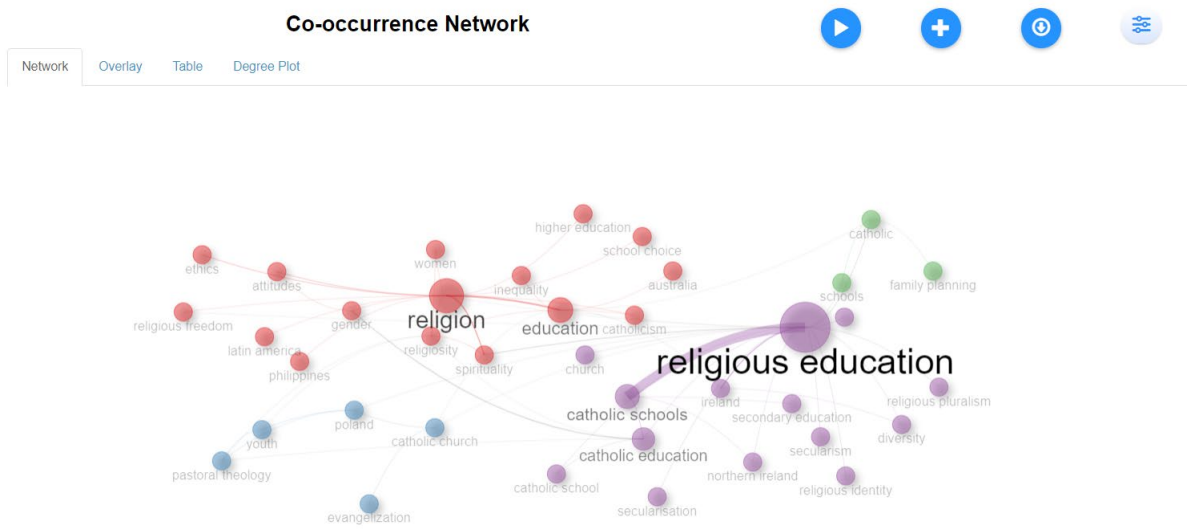 Co-occurrence Network
Network
Overlay
Table
Degree Plot
higher education
catholic
school choice
women
ethics
attitudes
inequality
australia
schools
family planning
religious freedom
gender
religion
education
catholicism
latin america
religiosity
philippines
spirituality
church
religious education
catholic schools
ireland
religious pluralism
secondary education
poland
youth
catholic church
diversity
catholic education
secularism
pastoral theology
northern ireland
catholic school
religious identity
secularisation
evangelization